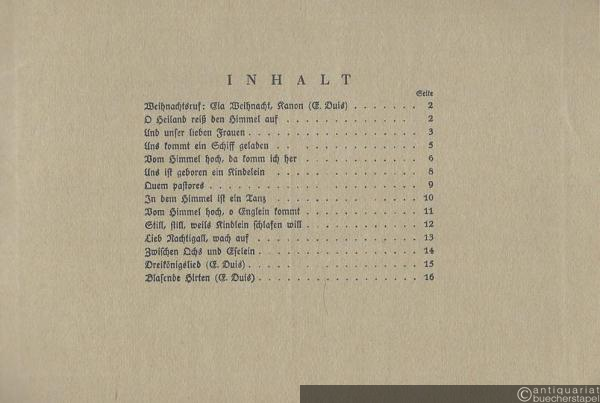 INHALT
Seite
Weihnachtsruf: Eia Weihnacht, Kanon (E. Duis) . . . . . . . 2
O Heiland reiß den Himmel auf . . . . . . . . . . . . . 2
Und unser lieben Frauen . . . . . . . . . . . . . . . . . 3
Uns kommt ein Schiff geladen . . . . . . . . . . . . . . 5
Vom Himmel hoch, da komm ich her . . . . . . . . . . . 6
Uns ist geboren ein Kindelein . . . . . . . . . . . . . . 8
Quem pastores . . . . . . . . . . . . . . . . . . . . . 9
In dem Himmel ist ein Tanz . . . . . . . . . . . . . . 10
Vom Himmel hoch, o Englein kommt . . . . . . . . . . . 11
Still, still, weils Kindlein schlafen will . . . . . . . . . . . 12
Lieb Nachtigall, wach auf . . . . . . . . . . . . . . . 13
Zwischen Ochs und Eselein . . . . . . . . . . . . . . . 14
Dreikönigslied (E. Duis) . . . . . . . . . . . . . . . . 15
Blasende Hirten (E. Duis) . . . . . . . . . . . . . . . 16
antiquariat
buecherstapel